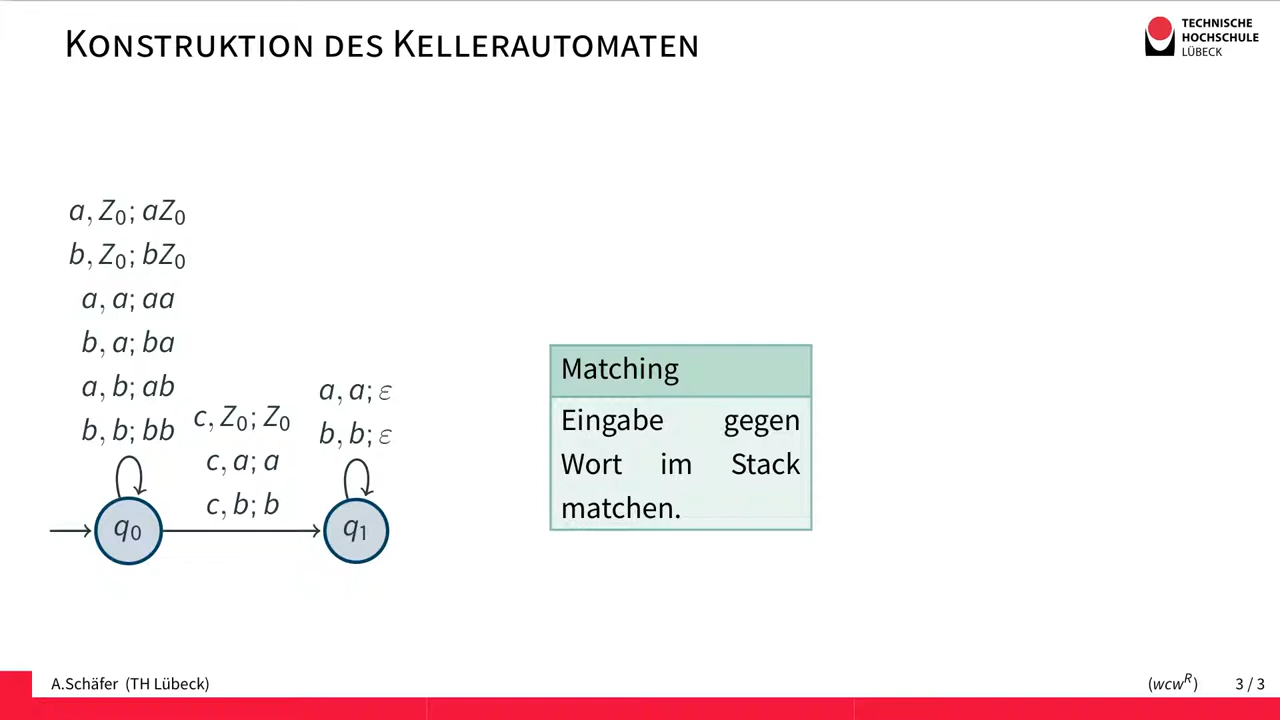 KONSTRUKTION DES KELLERAUTOMATEN
TECHNISCHE
HOCHSCHULE
LÜBECK
a, Z₀; aZ₀
b, Z₀; bZ₀
a, a; aa
b, a; ba
a, b; ab
b, b; bb
c, Z₀; Z₀
c, a; a
c, b; b
a, a; ε
b, b; ε
q₀
q₁
Matching
Eingabe gegen
Wort im Stack
matchen.
A.Schäfer (TH Lübeck)
(wcwᴿ)
3 / 3